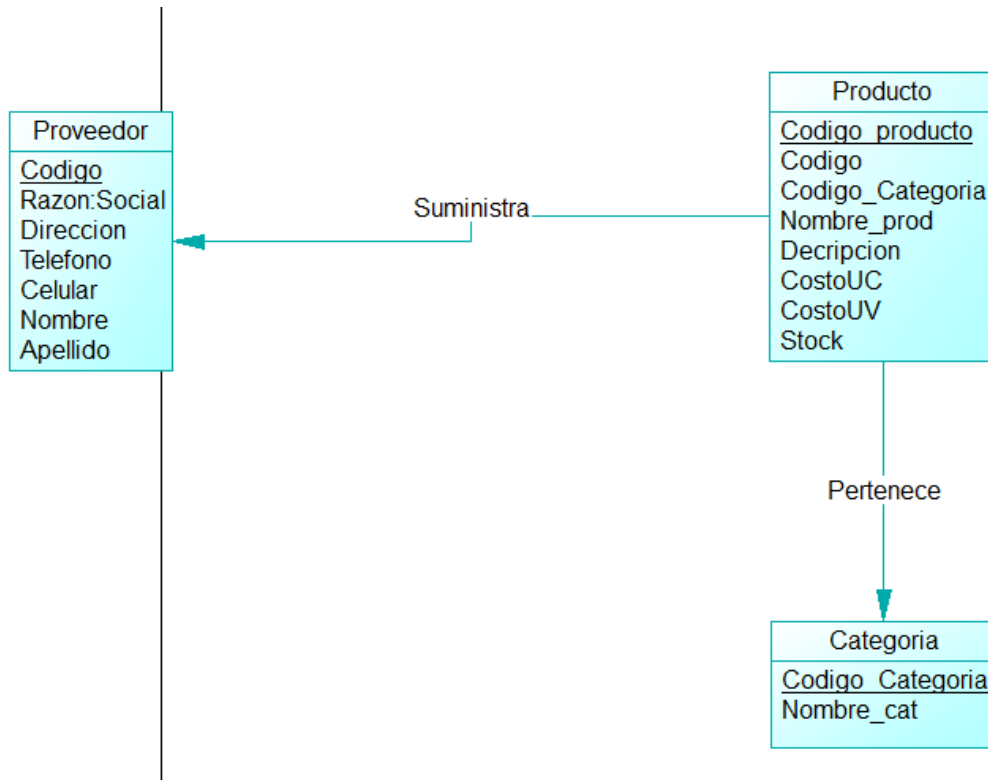 Proveedor
Codigo
Razon:Social
Direccion
Telefono
Celular
Nombre
Apellido
Suministra
Producto
Codigo_producto
Codigo
Codigo_Categoria
Nombre_prod
Decripcion
CostoUC
CostoUV
Stock
Pertenece
Categoria
Codigo_Categoria
Nombre_cat